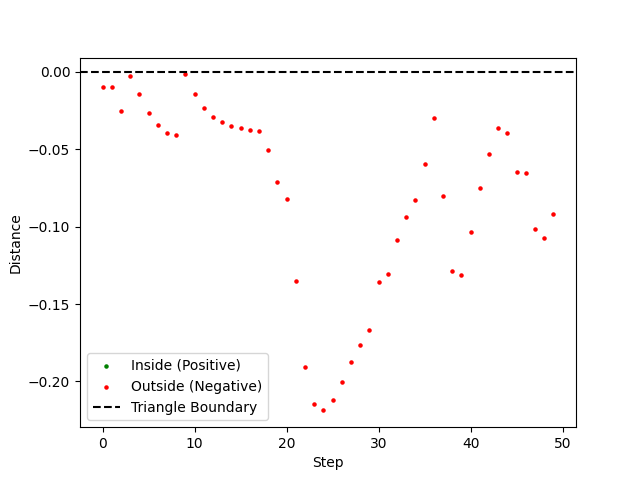 0.00
−0.05
−0.10
−0.15
−0.20
Distance
Inside (Positive)
Outside (Negative)
Triangle Boundary
0 10 20 30 40 50
Step